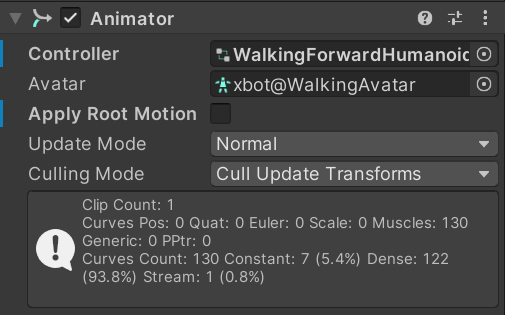 Animator
Controller WalkingForwardHumanoid
Avatar xbot@WalkingAvatar
Apply Root Motion
Update Mode Normal
Culling Mode Cull Update Transforms
Clip Count: 1
Curves Pos: 0 Quat: 0 Euler: 0 Scale: 0 Muscles: 130
Generic: 0 PPtr: 0
Curves Count: 130 Constant: 7 (5.4%) Dense: 122
(93.8%) Stream: 1 (0.8%)